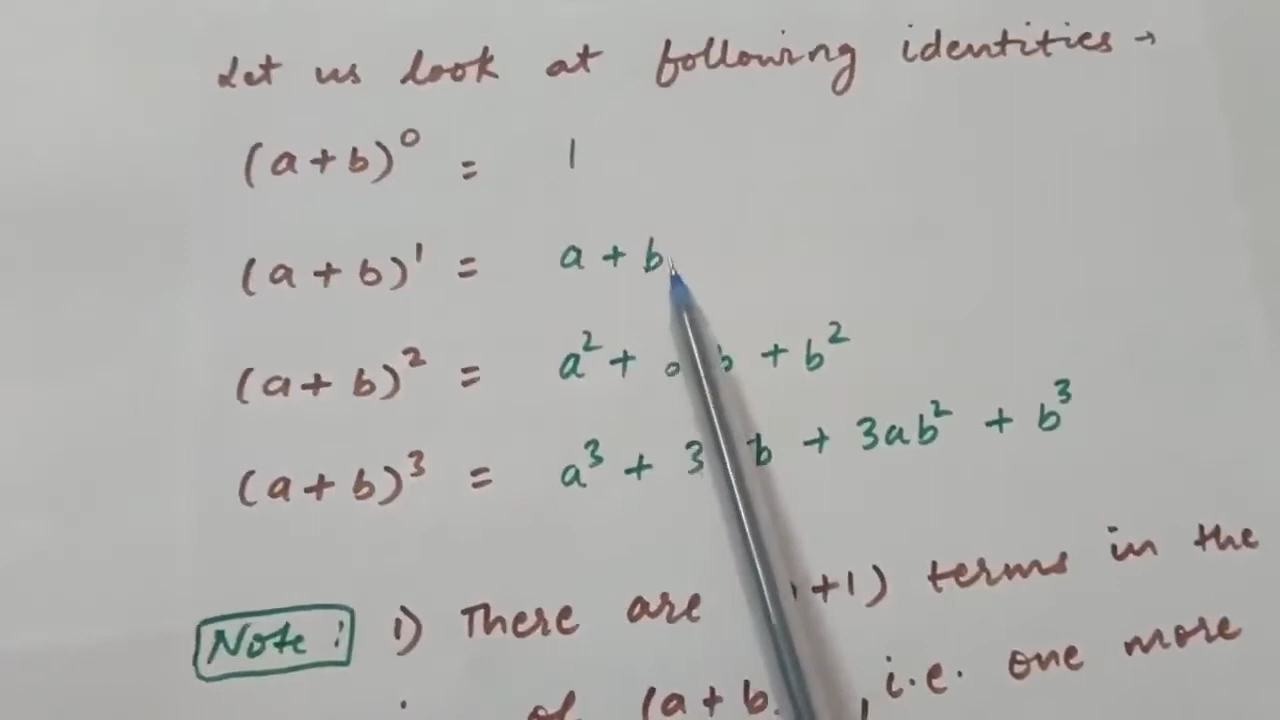 Let us look at following identities →
(a+b)⁰ = 1
(a+b)¹ = a + b
(a+b)² = a² + b + b²
(a+b)³ = a³ + 3 b + 3ab² + b³
Note: i) There are +1) terms in the
of (a+b , i.e. one more